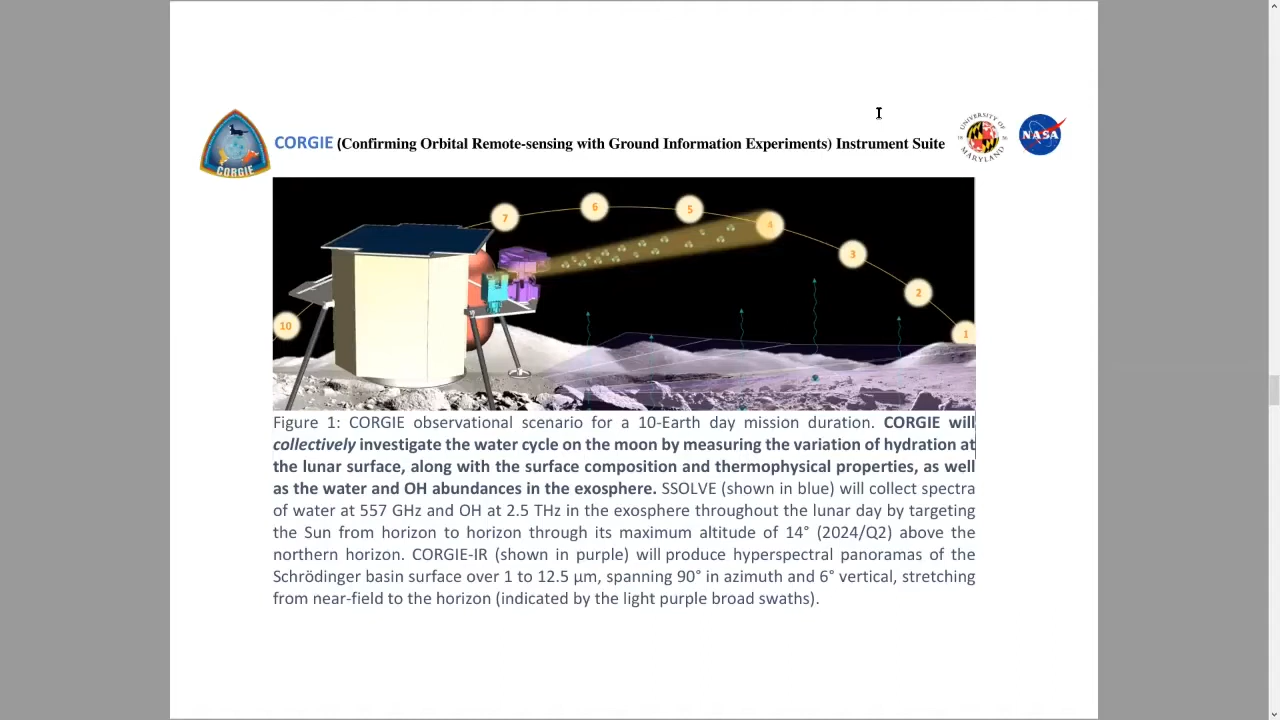 CORGIE
CORGIE (Confirming Orbital Remote-sensing with Ground Information Experiments) Instrument Suite
UNIVERSITY OF
18 56
MARYLAND
NASA
7
6
5
4
3
2
1
10
Figure 1: CORGIE observational scenario for a 10-Earth day mission duration. CORGIE will
collectively investigate the water cycle on the moon by measuring the variation of hydration at
the lunar surface, along with the surface composition and thermophysical properties, as well
as the water and OH abundances in the exosphere. SSOLVE (shown in blue) will collect spectra
of water at 557 GHz and OH at 2.5 THz in the exosphere throughout the lunar day by targeting
the Sun from horizon to horizon through its maximum altitude of 14° (2024/Q2) above the
northern horizon. CORGIE-IR (shown in purple) will produce hyperspectral panoramas of the
Schrödinger basin surface over 1 to 12.5 µm, spanning 90° in azimuth and 6° vertical, stretching
from near-field to the horizon (indicated by the light purple broad swaths).